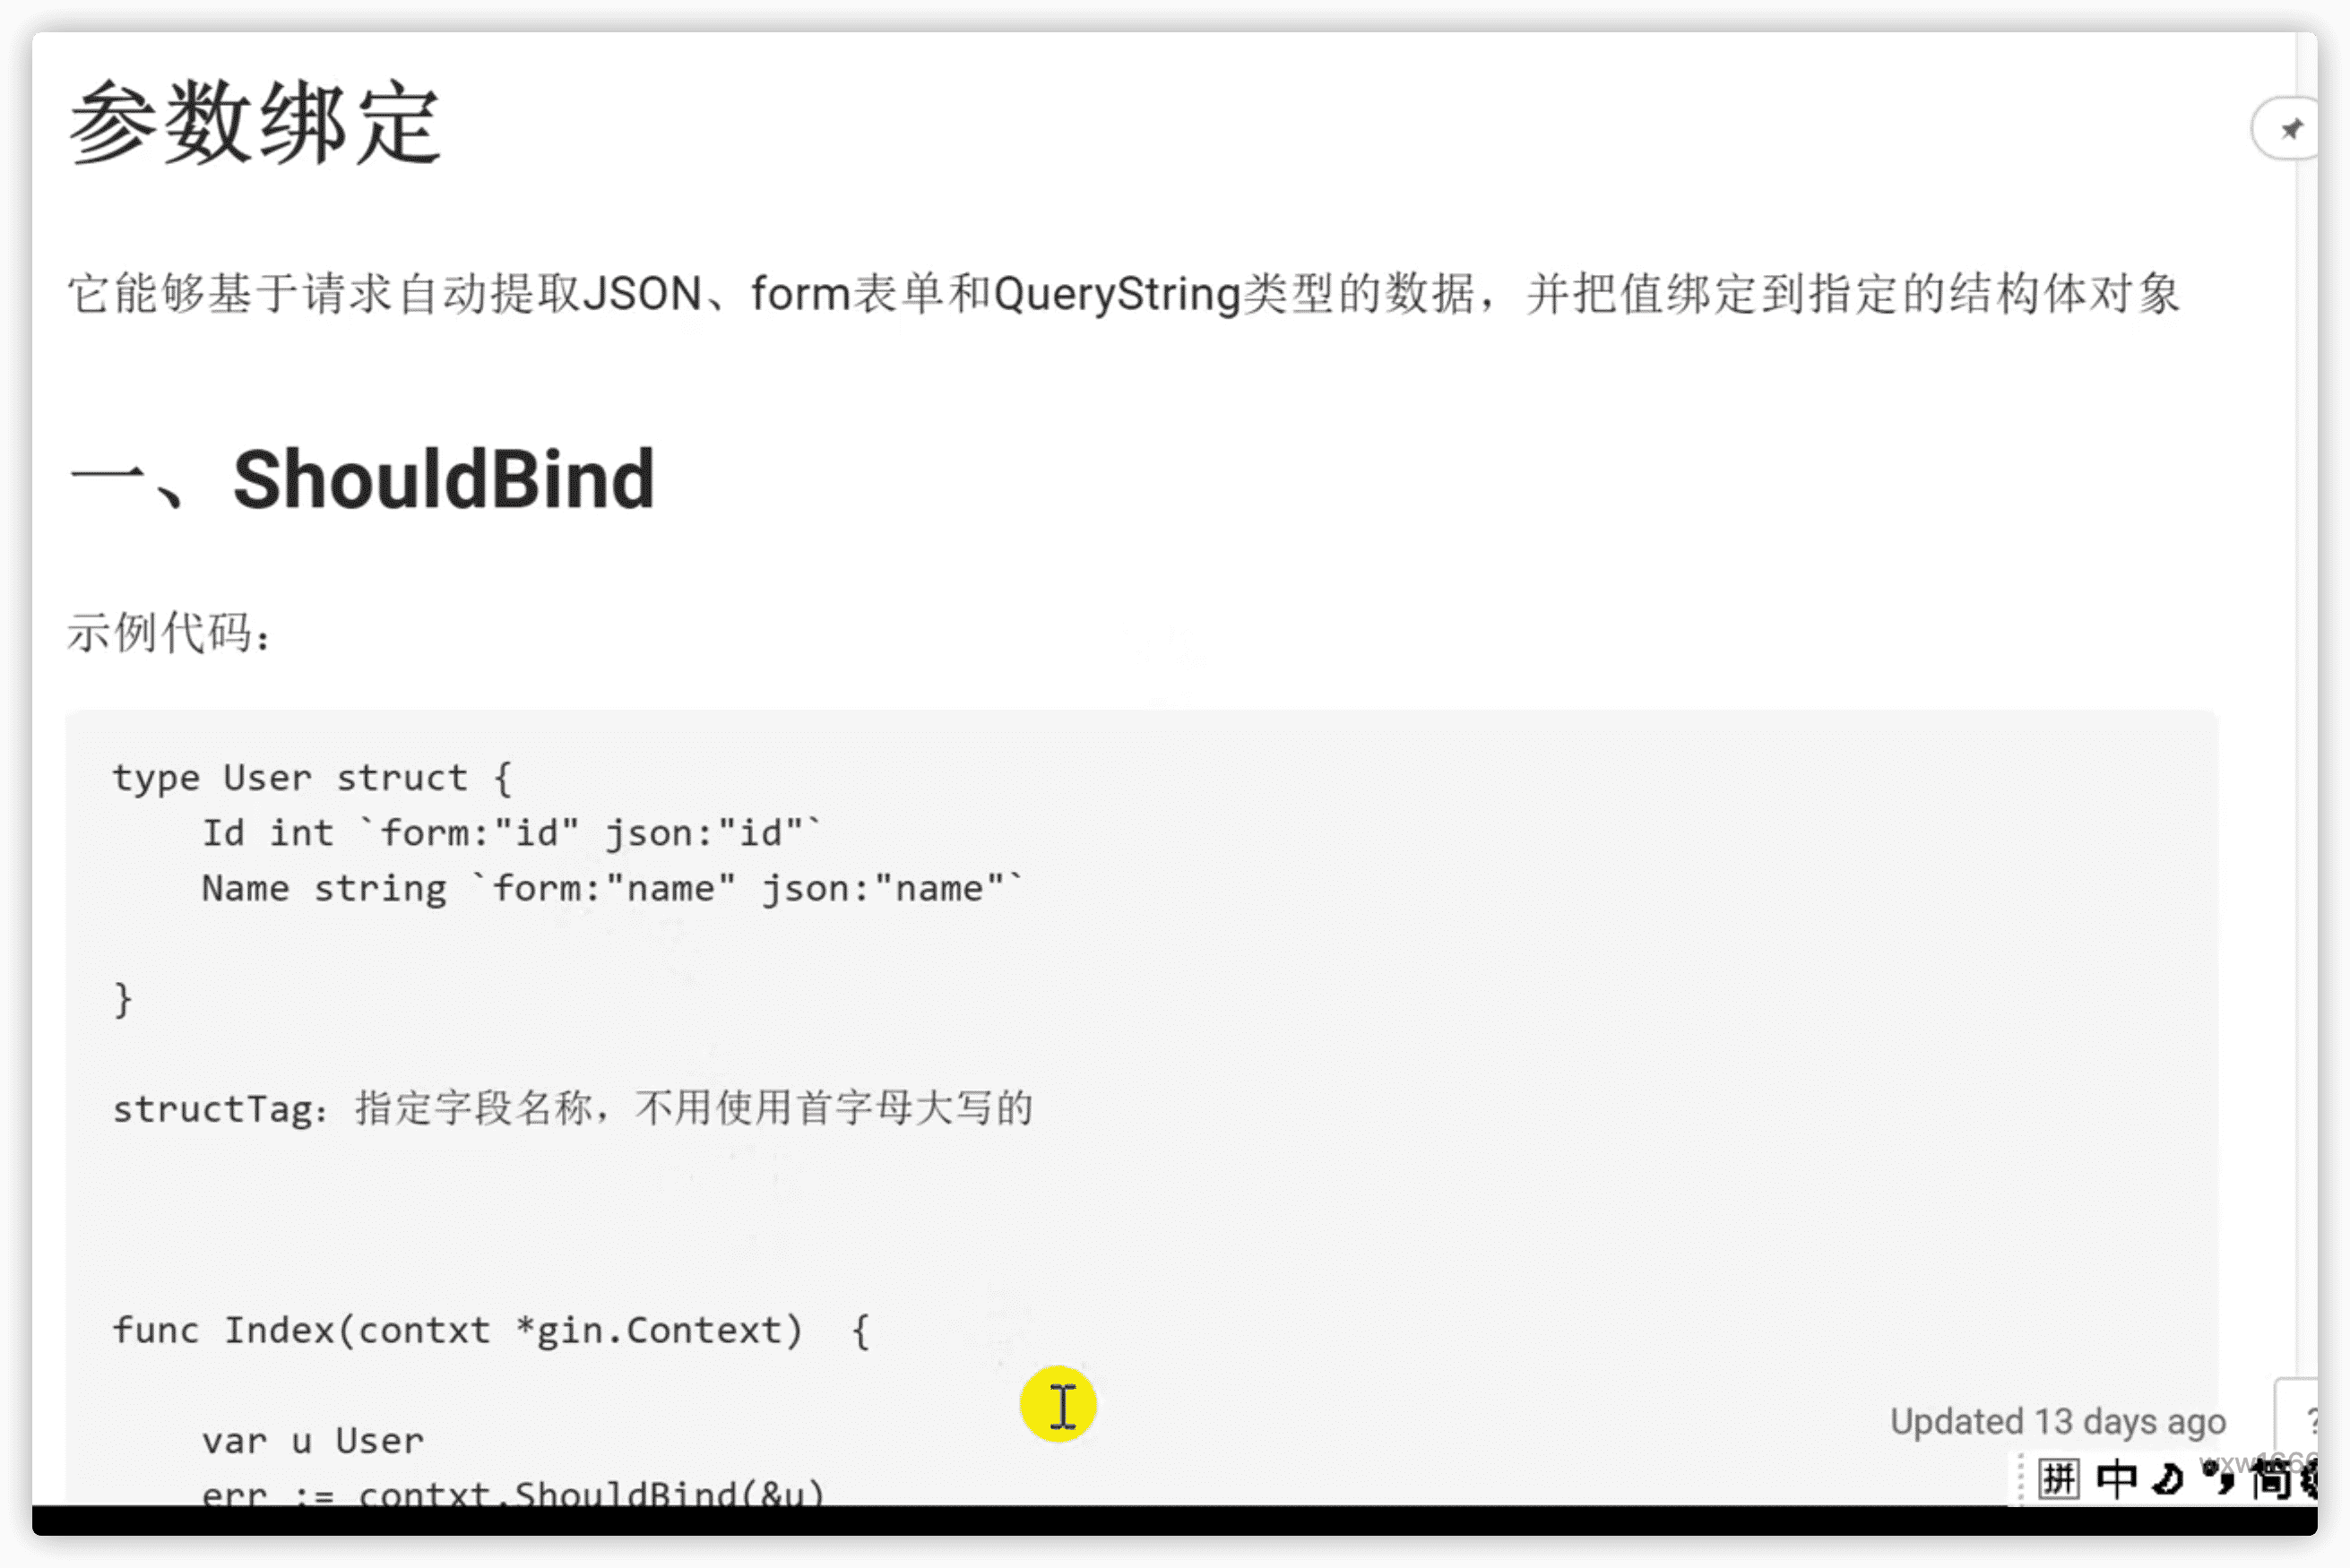 参数绑定
它能够基于请求自动提取JSON、form表单和QueryString类型的数据，并把值绑定到指定的结构体对象
一、ShouldBind
示例代码：
type User struct {
    Id int `form:"id" json:"id"`
    Name string `form:"name" json:"name"`
}
structTag：指定字段名称，不用使用首字母大写的
func Index(contxt *gin.Context)  {
    var u User
    err := contxt.ShouldBind(&u)
Updated 13 days ago
?
拼 中 简